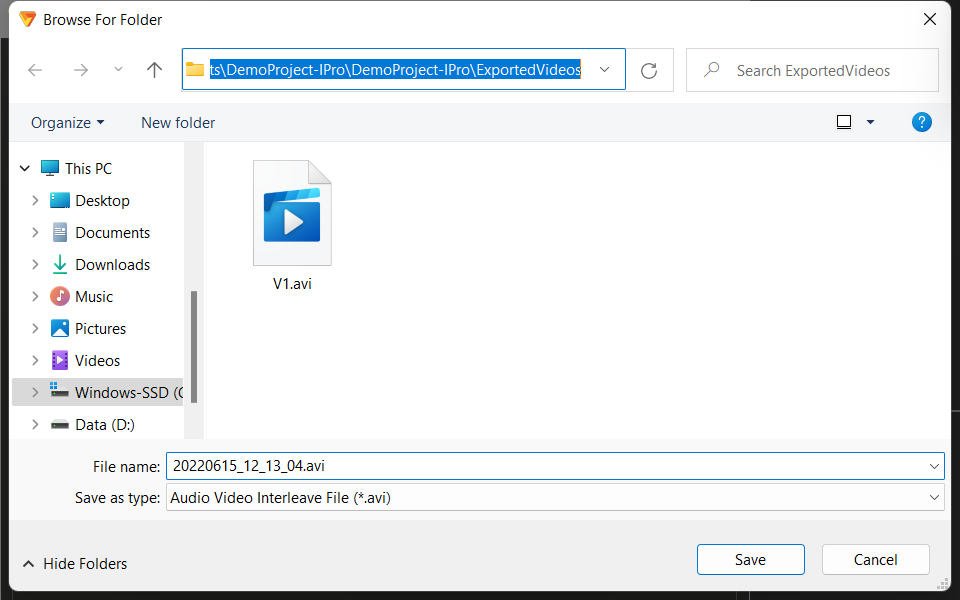 Browse For Folder
ts\DemoProject-IPro\DemoProject-IPro\ExportedVideos
Search ExportedVideos
Organize
New folder
?
This PC
Desktop
Documents
Downloads
Music
Pictures
Videos
Windows-SSD (C
Data (D:)
V1.avi
File name: 20220615_12_13_04.avi
Save as type: Audio Video Interleave File (*.avi)
Hide Folders
Save
Cancel